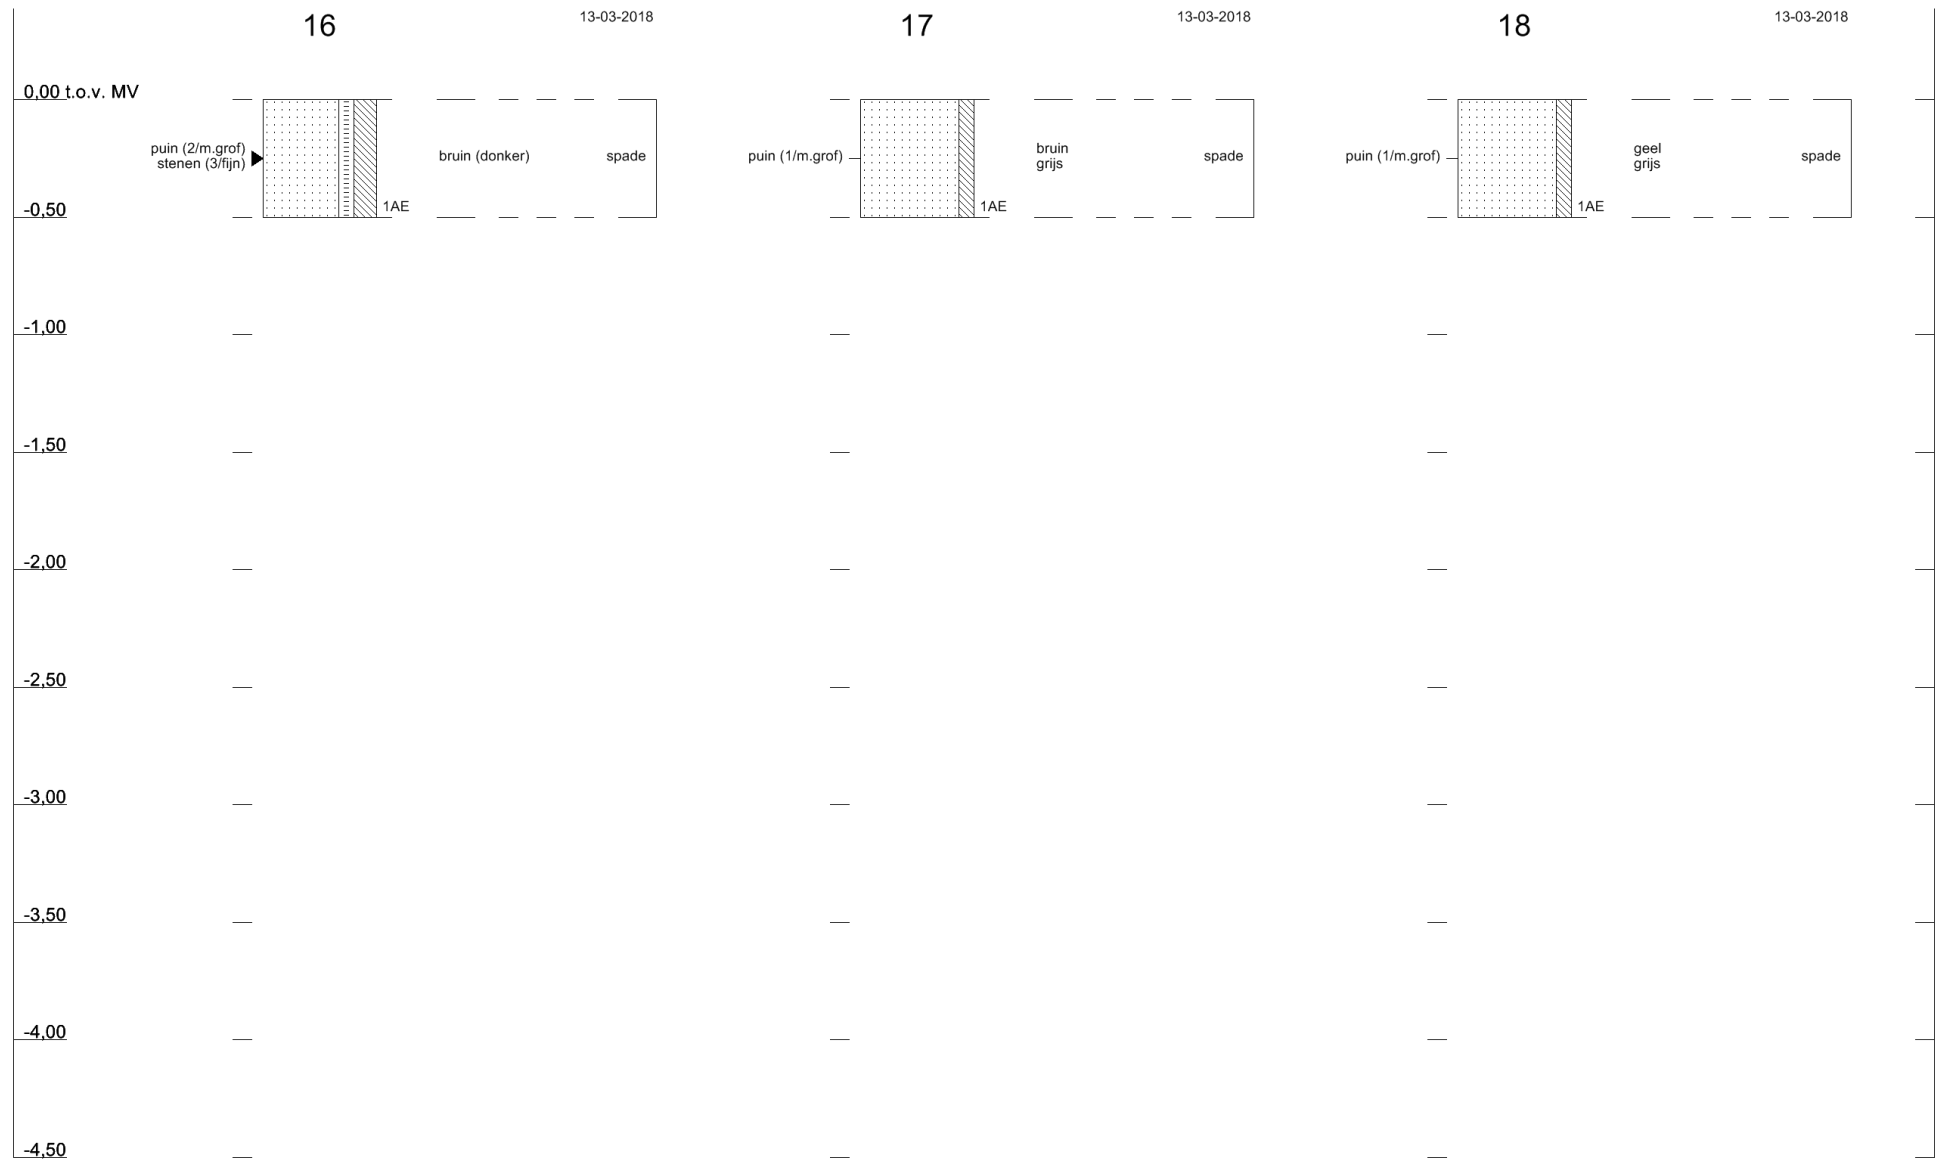 16
13-03-2018
17
13-03-2018
18
13-03-2018
0,00 t.o.v. MV
puin (2/m.grof)
stenen (3/fijn)
bruin (donker)
spade
1AE
puin (1/m.grof)
bruin
grijs
spade
1AE
puin (1/m.grof)
geel
grijs
spade
1AE
-0,50
-1,00
-1,50
-2,00
-2,50
-3,00
-3,50
-4,00
-4,50